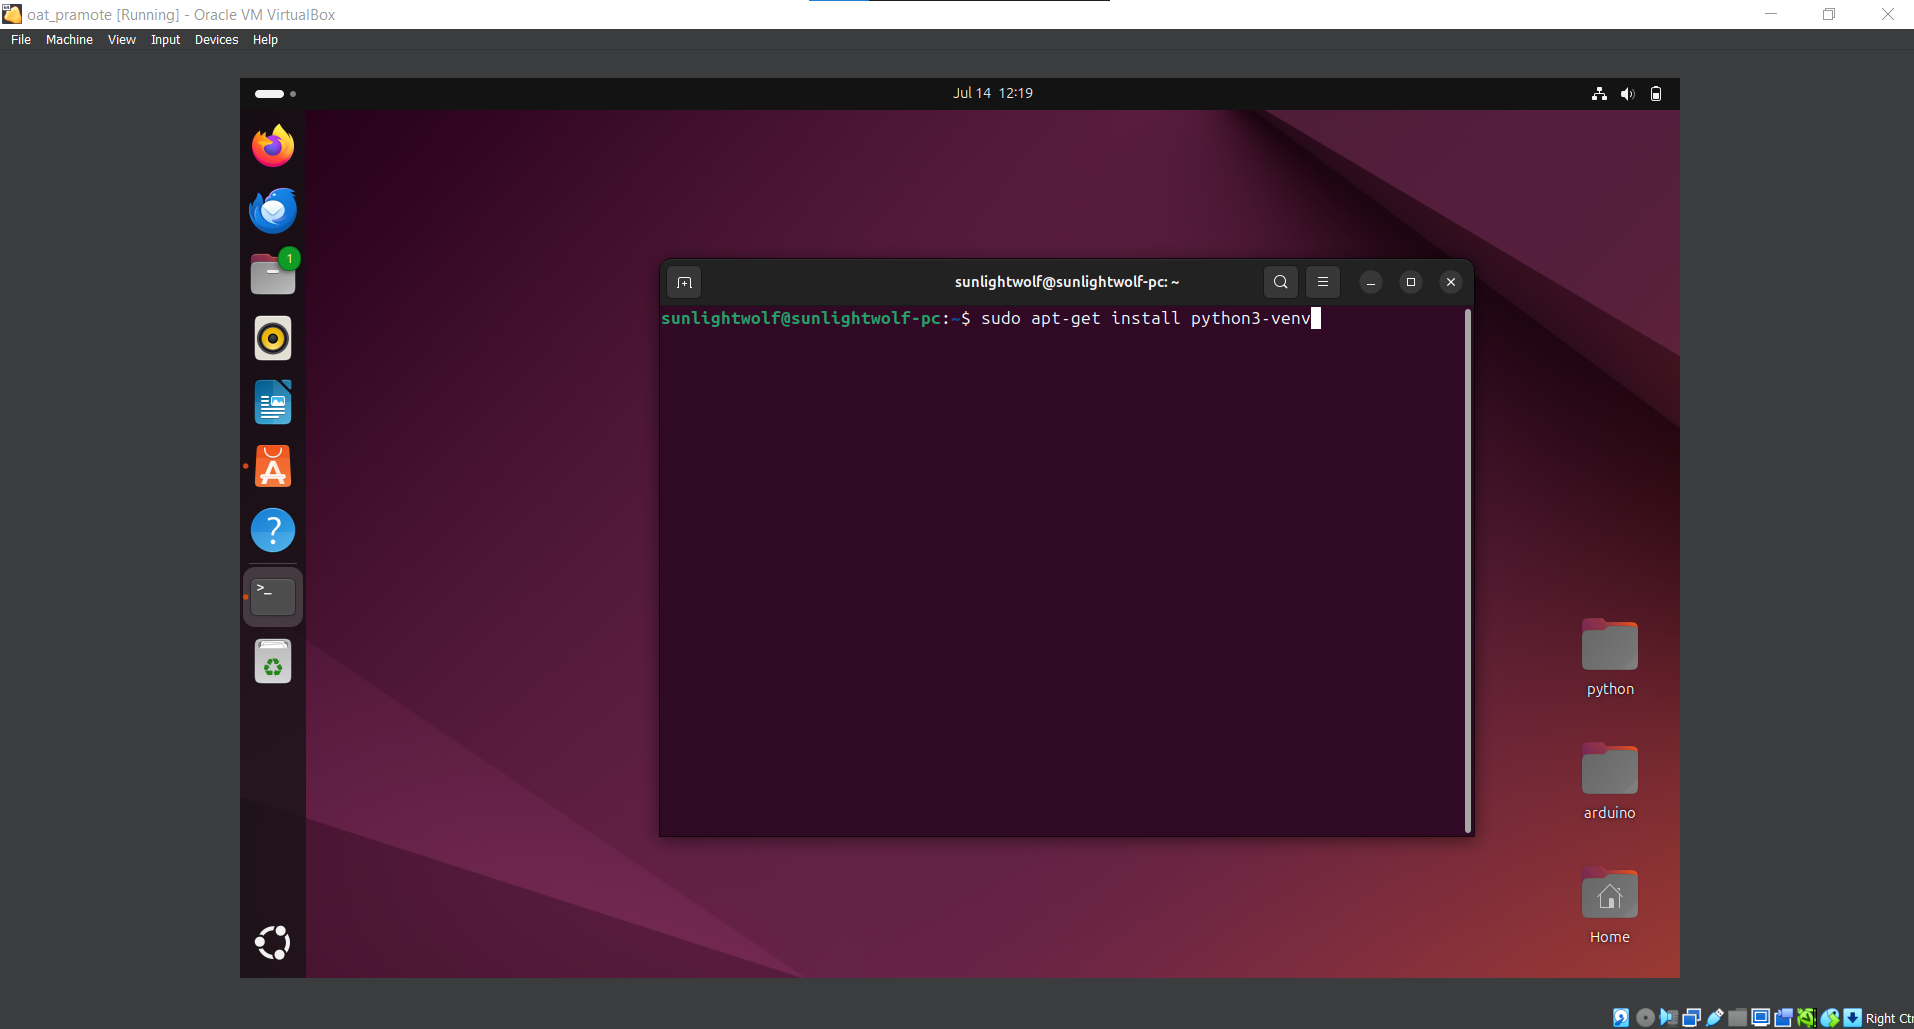 oat_pramote [Running] - Oracle VM VirtualBox
File Machine View Input Devices Help
Jul 14 12:19
1
sunlightwolf@sunlightwolf-pc: ~
sunlightwolf@sunlightwolf-pc:~$ sudo apt-get install python3-venv
python
arduino
Home
Right Ctr